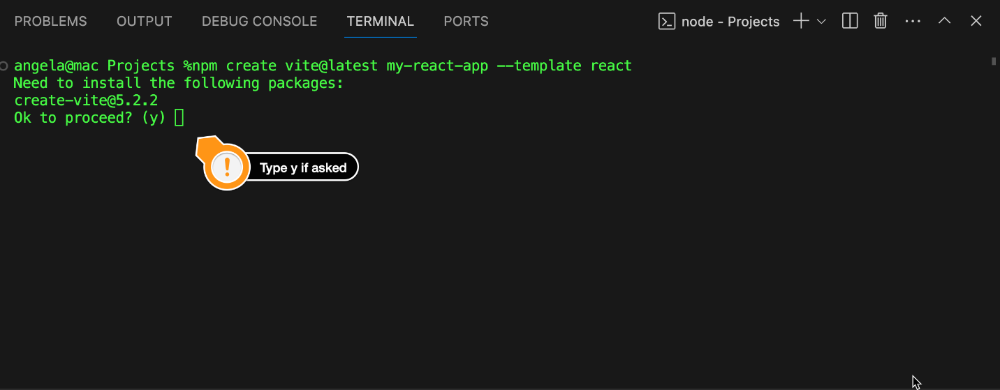 PROBLEMS OUTPUT DEBUG CONSOLE TERMINAL PORTS node - Projects
angela@mac Projects %npm create vite@latest my-react-app --template react
Need to install the following packages:
create-vite@5.2.2
Ok to proceed? (y)
Type y if asked